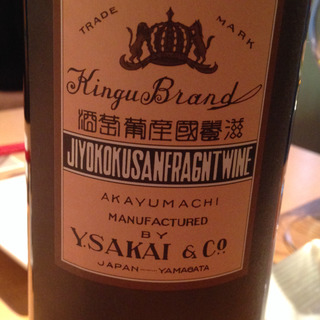 TRADE MARK
Kingu Brand
酒萄葡産國養滋
JIYOKOKUSANFRAGNTWINE
AKAYUMACHI
MANUFACTURED
BY
Y.SAKAI & Co.
JAPAN—YAMAGATA